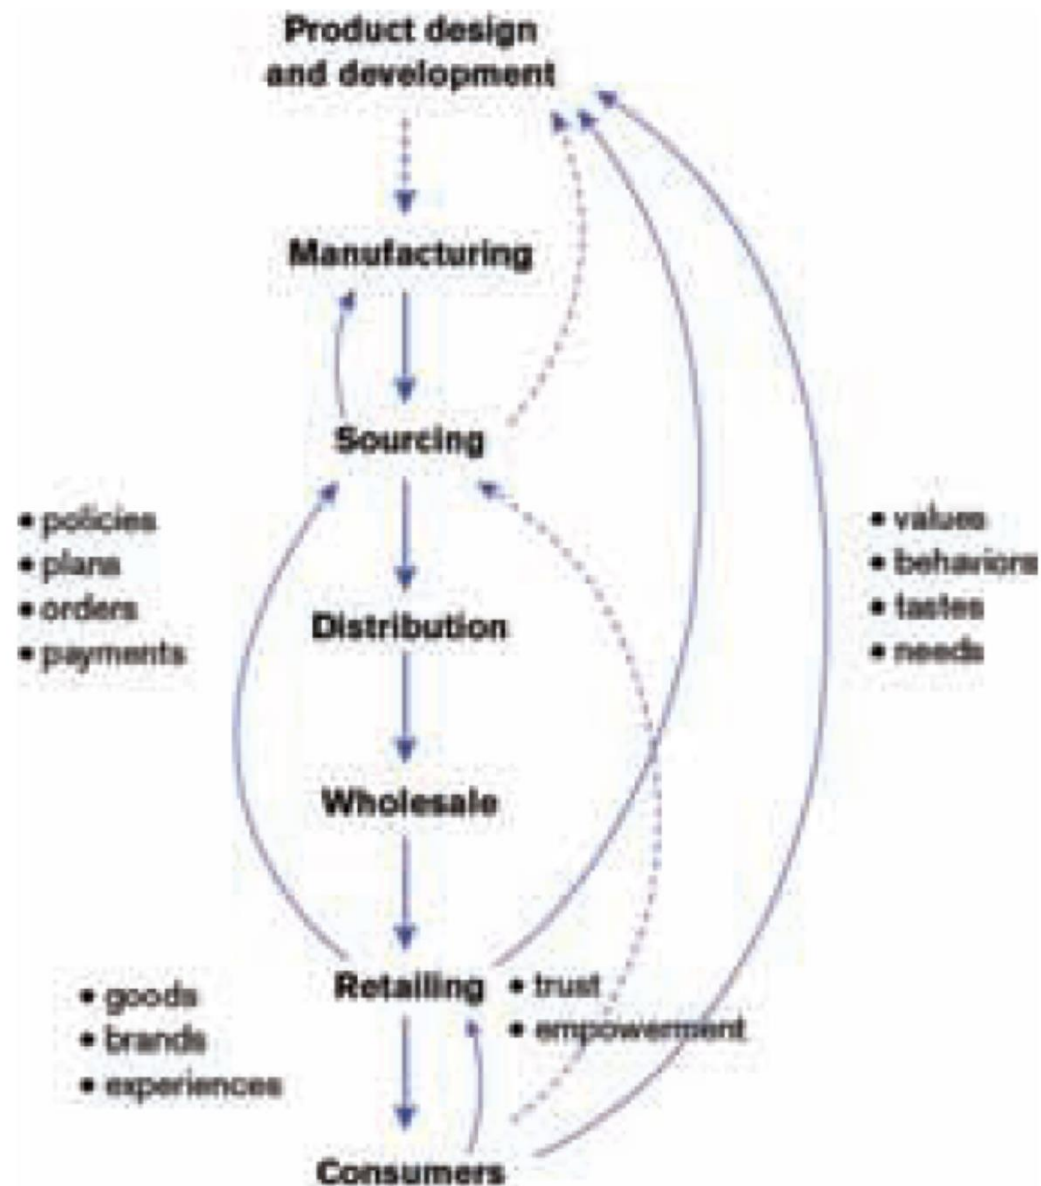 Product design
and development
Manufacturing
Sourcing
• policies
• plans
• orders
• payments
• values
• behaviors
• tastes
• needs
Distribution
Wholesale
Retailing
• trust
• empowerment
• goods
• brands
• experiences
Consumers